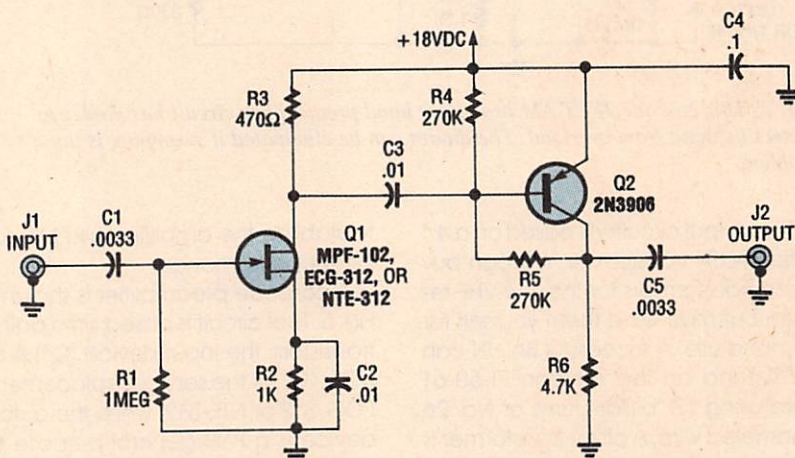 +18VDC
C4
.1
R3
470Ω
R4
270K
C3
.01
Q2
2N3906
J1
INPUT
C1
.0033
Q1
MPF-102,
ECG-312, OR
NTE-312
J2
OUTPUT
R5
270K
C5
.0033
R1
1MEG
R2
1K
C2
.01
R6
4.7K